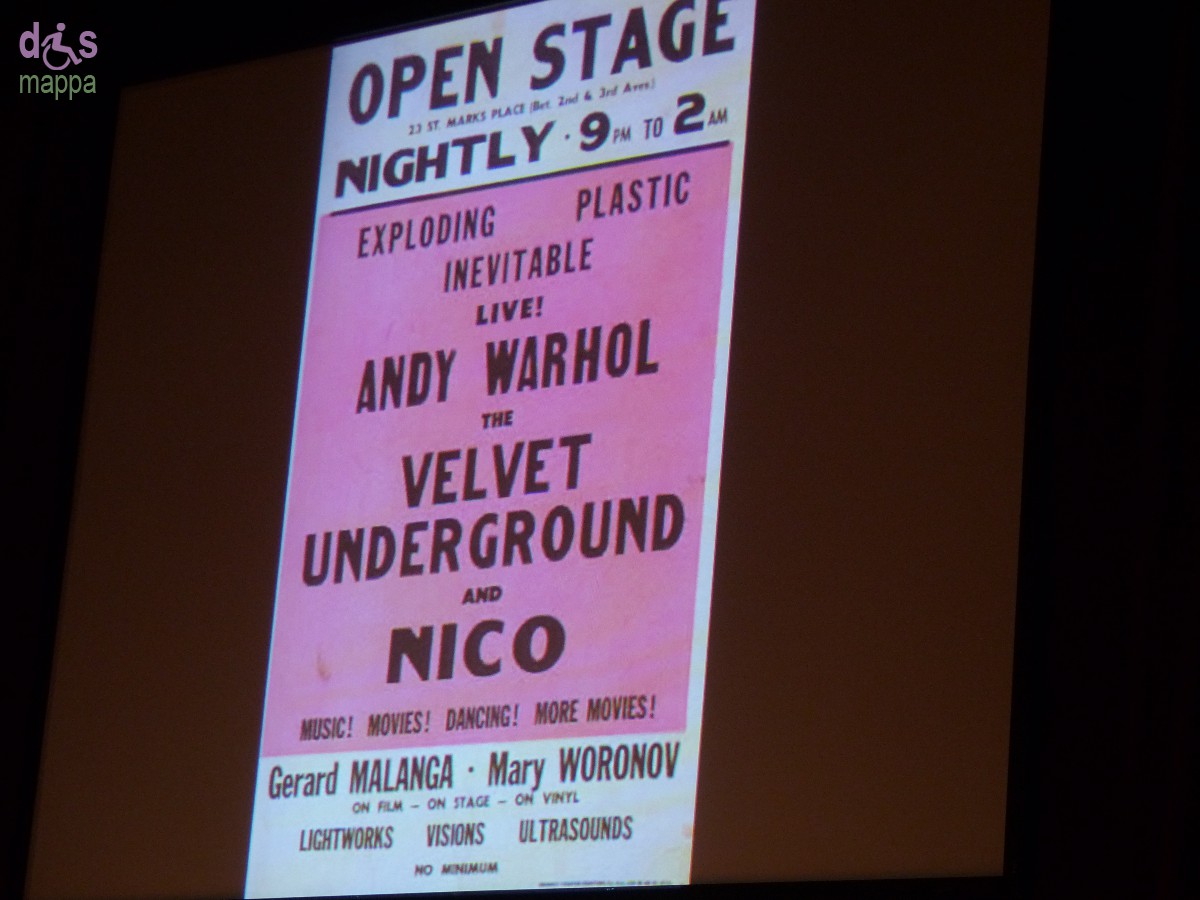 dis
mappa
OPEN STAGE
23 ST. MARKS PLACE (Bet. 2nd & 3rd Aves.)
NIGHTLY · 9 PM TO 2 AM
EXPLODING PLASTIC
INEVITABLE
LIVE!
ANDY WARHOL
THE
VELVET
UNDERGROUND
AND
NICO
MUSIC! MOVIES! DANCING! MORE MOVIES!
Gerard MALANGA · Mary WORONOV
ON FILM – ON STAGE – ON VINYL
LIGHTWORKS VISIONS ULTRASOUNDS
NO MINIMUM